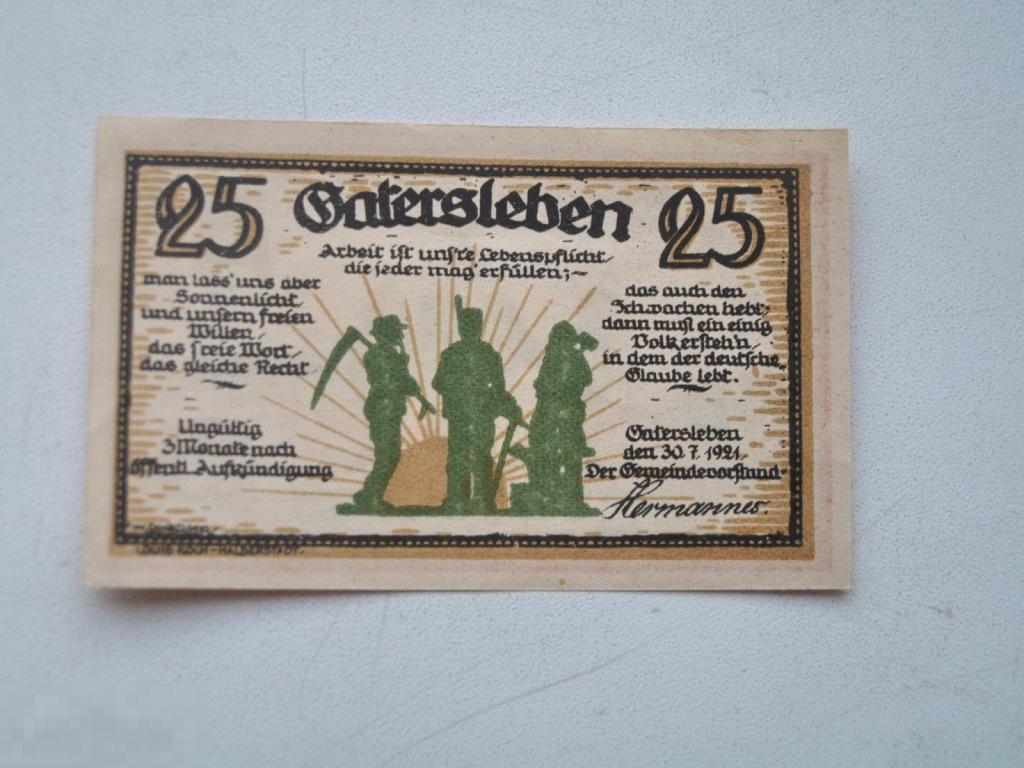 25 Gatersleben 25
Arbeit ist uns're Lebenspflicht,
die jeder mag erfüllen;-
man lass' uns aber
Sonnenlicht
und unsern freien
Willen,
das freie Wort,
das gleiche Recht,
das auch den
Schwachen hebt;
dann muß ein einig
Volk ersteh'n,
in dem der deutsche
Glaube lebt.
Ungültig
3 Monate nach
öffentl. Aufkündigung
Gatersleben
den 30.7.1921.
Der Gemeindevorstand
Hermannes.
LOUIS KOCH-HALBERSTADT.